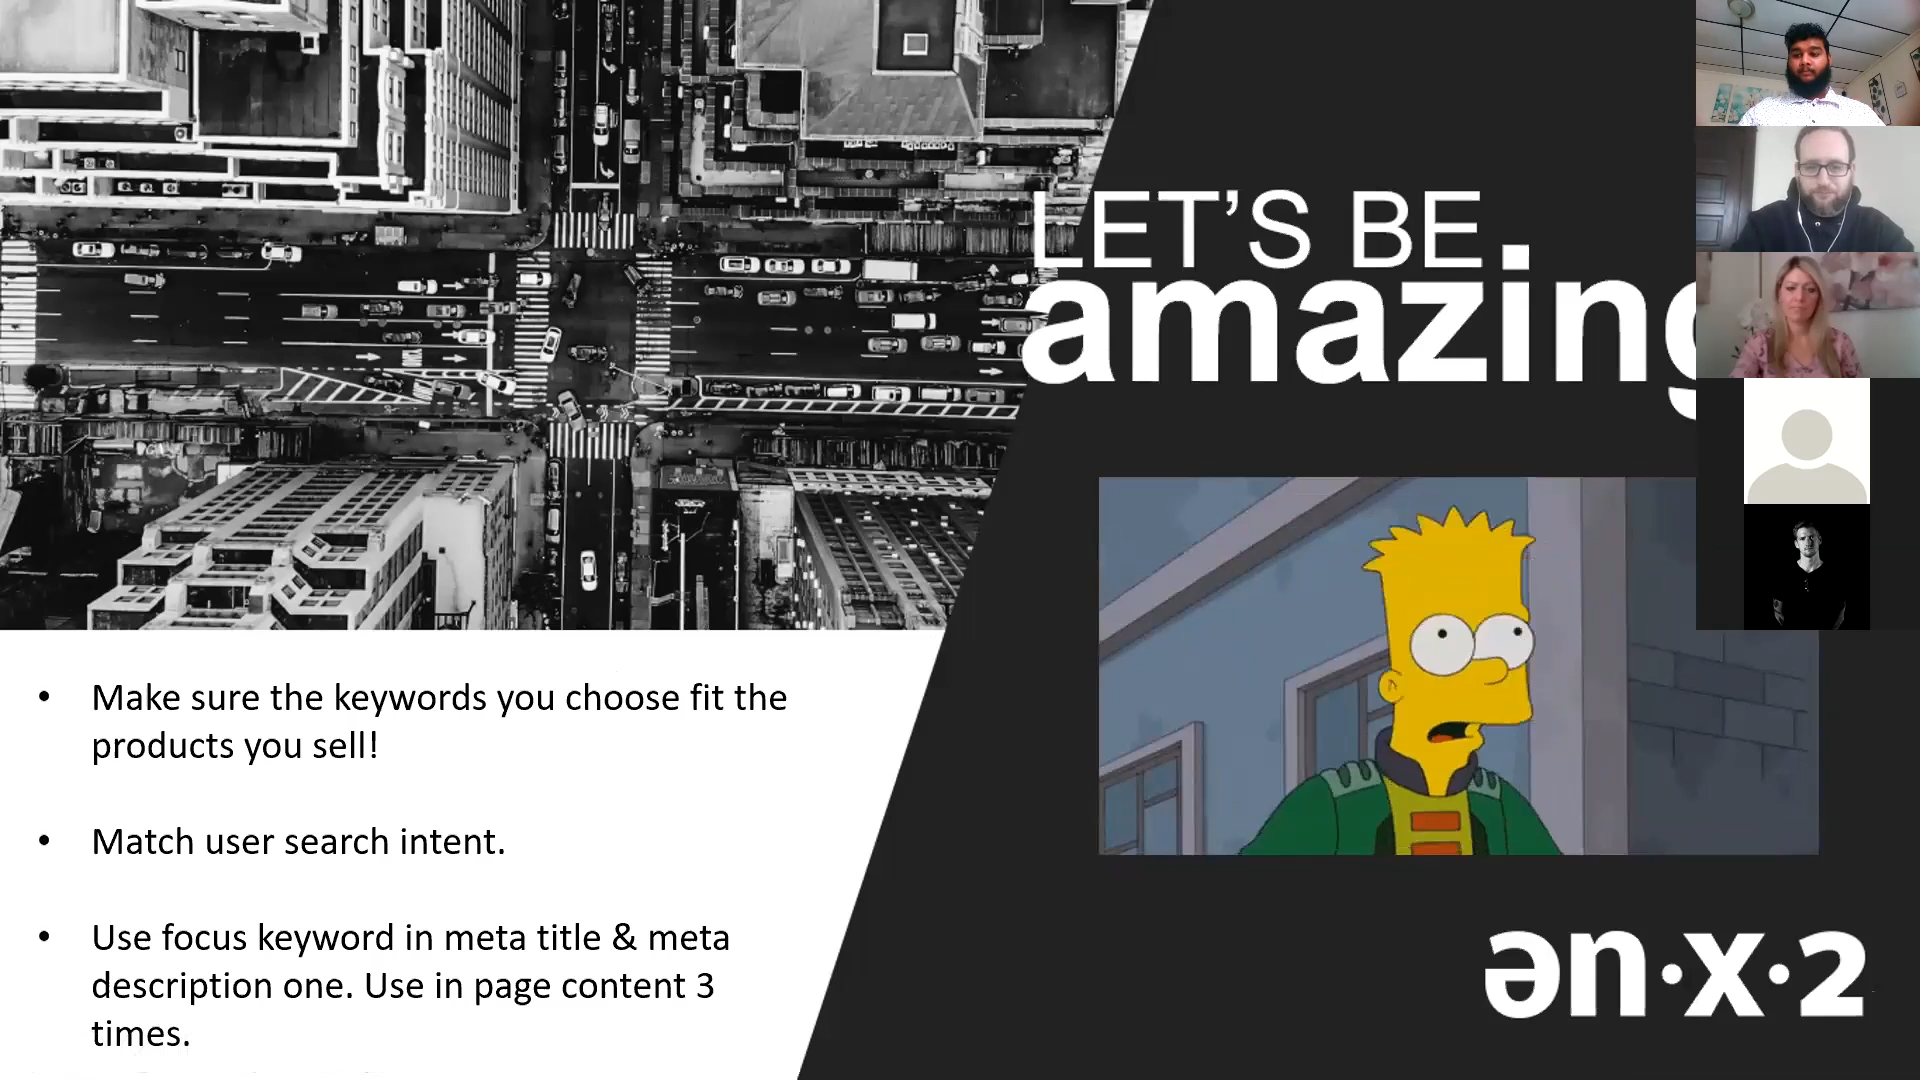 LET’S BE
amazing
• Make sure the keywords you choose fit the
products you sell!
• Match user search intent.
• Use focus keyword in meta title & meta
description one. Use in page content 3
times.
ən·x·2